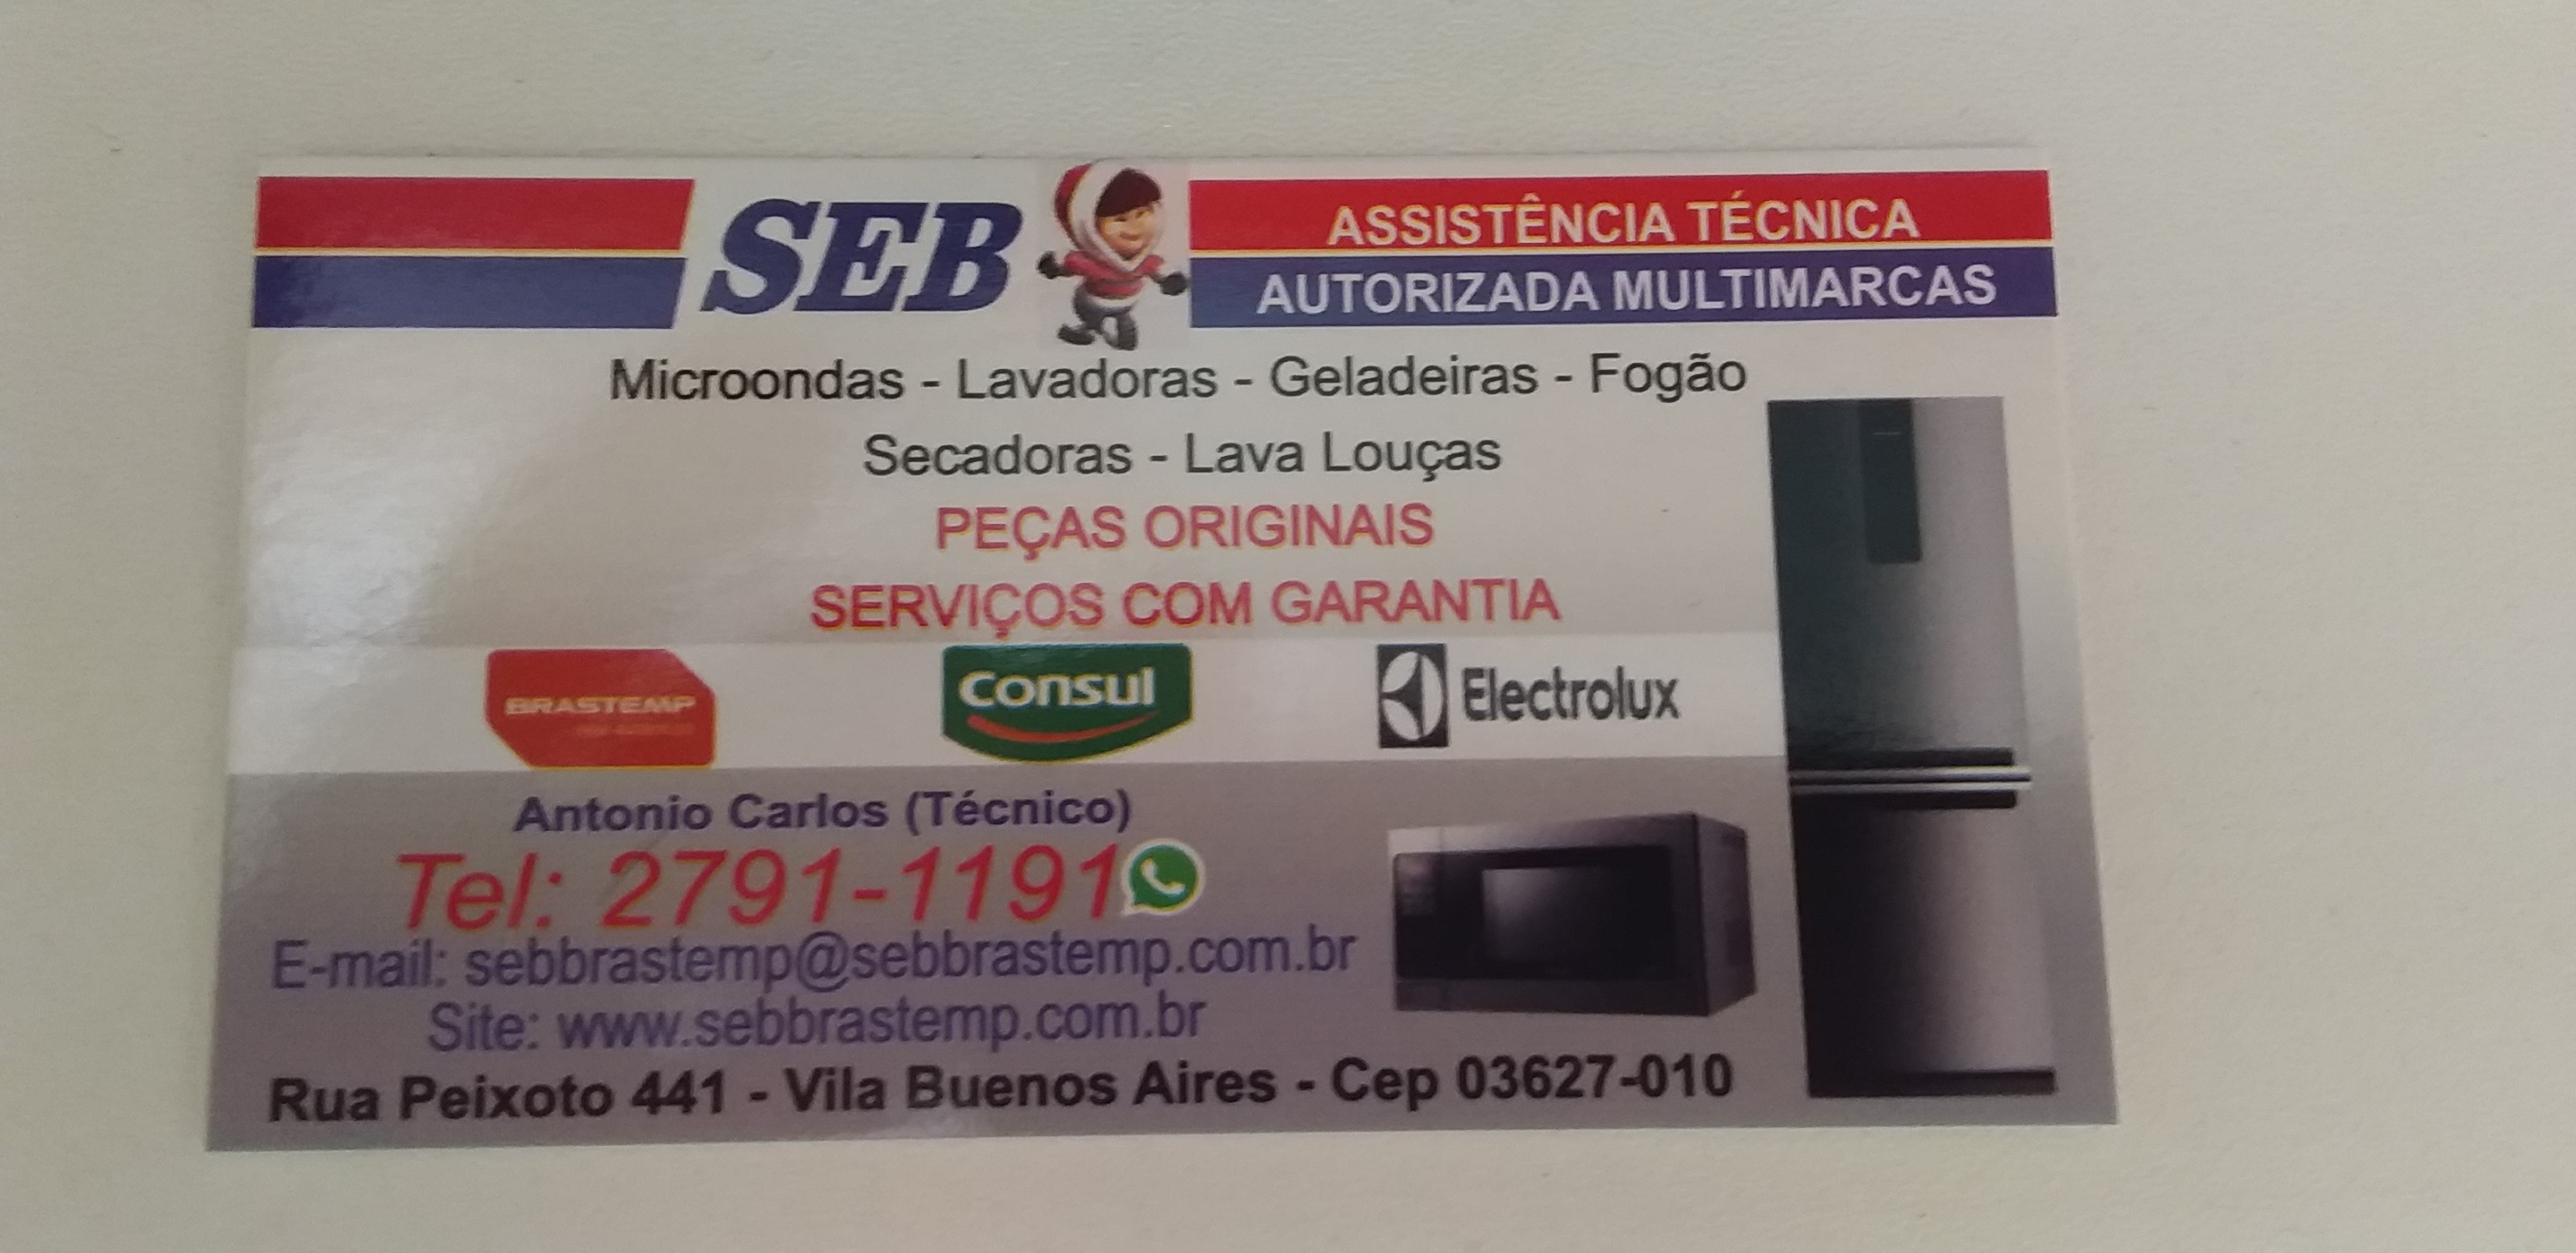 SEB
ASSISTÊNCIA TÉCNICA
AUTORIZADA MULTIMARCAS
Microondas - Lavadoras - Geladeiras - Fogão
Secadoras - Lava Louças
PEÇAS ORIGINAIS
SERVIÇOS COM GARANTIA
BRASTEMP
Consul
Electrolux
Antonio Carlos (Técnico)
Tel: 2791-1191
E-mail: sebbrastemp@sebbrastemp.com.br
Site: www.sebbrastemp.com.br
Rua Peixoto 441 - Vila Buenos Aires - Cep 03627-010